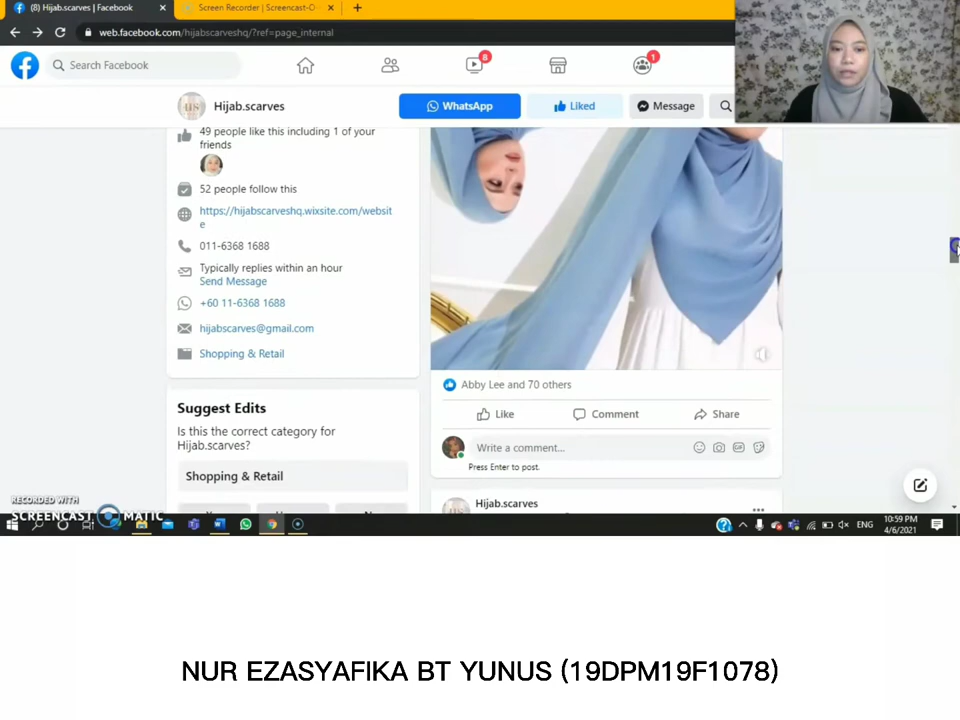 (8) Hijab.scarves | Facebook
Screen Recorder | Screencast-O-
web.facebook.com/hijabscarveshq/?ref=page_internal
Search Facebook
8
1
Hijab.scarves
WhatsApp
Liked
Message
49 people like this including 1 of your
friends
52 people follow this
https://hijabscarveshq.wixsite.com/websit
e
011-6368 1688
Typically replies within an hour
Send Message
+60 11-6368 1688
hijabscarves@gmail.com
Shopping & Retail
Suggest Edits
Is this the correct category for
Hijab.scarves?
Shopping & Retail
Abby Lee and 70 others
Like
Comment
Share
Write a comment...
GIF
Press Enter to post.
Hijab.scarves
RECORDED WITH
SCREENCAST MATIC
ENG
10:59 PM
4/6/2021
NUR EZASYAFIKA BT YUNUS (19DPM19F1078)